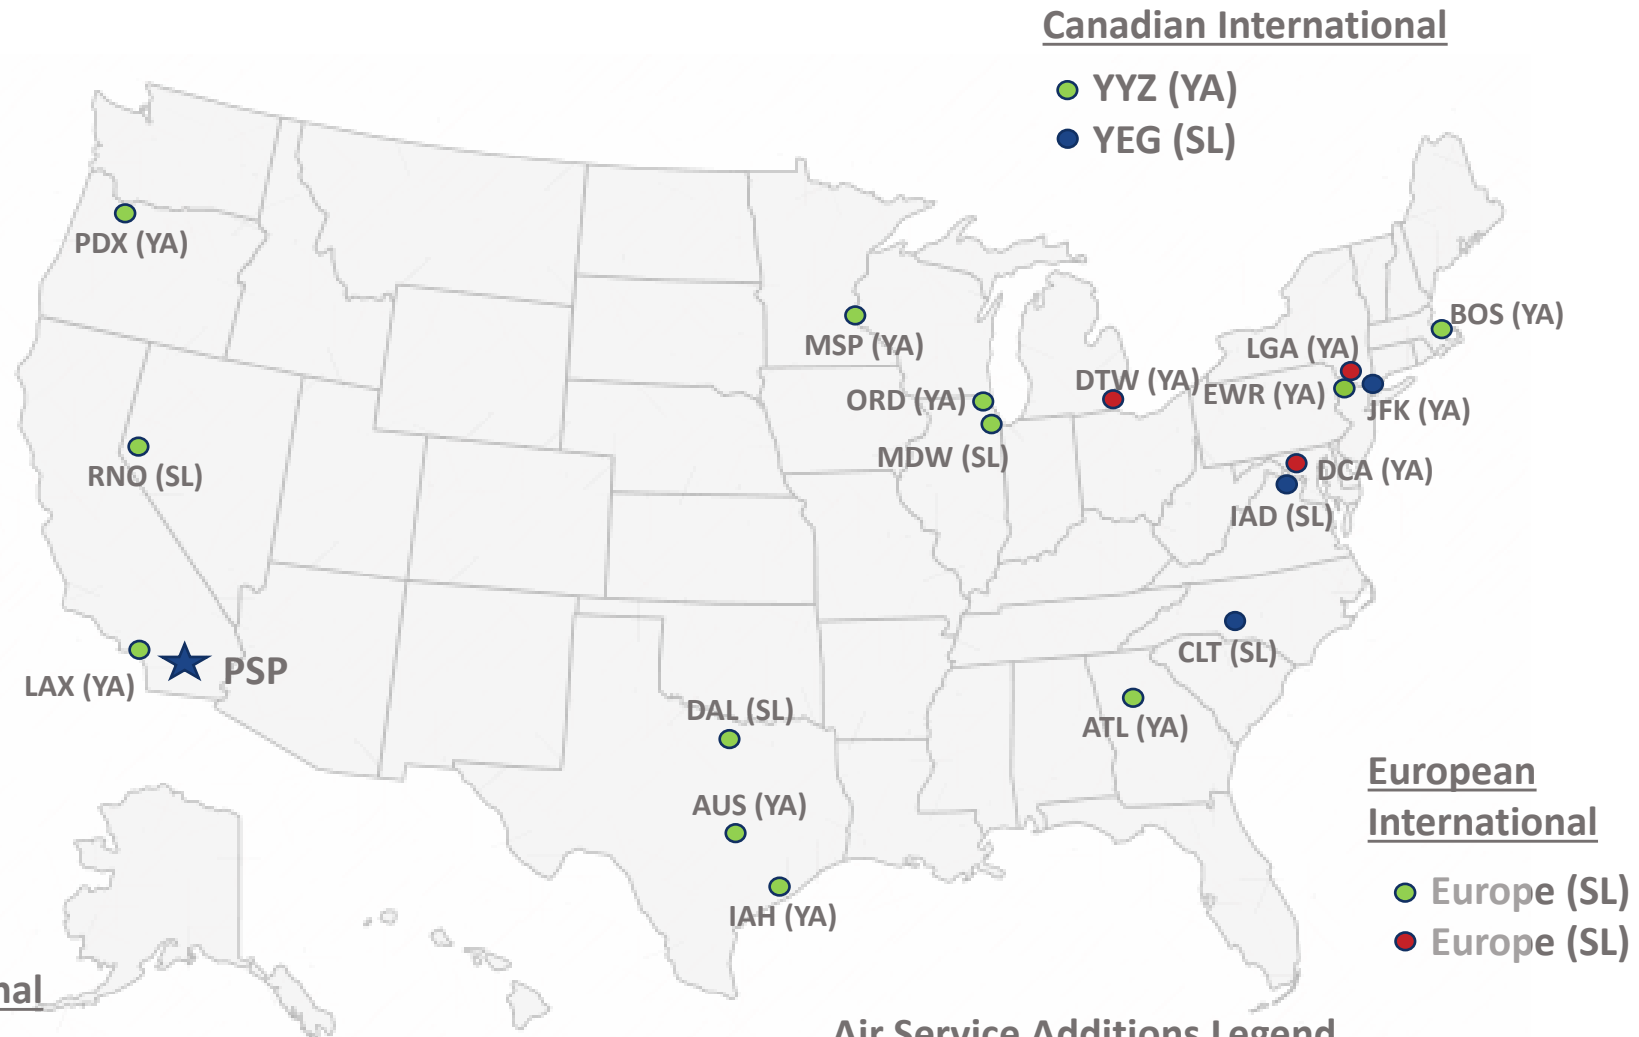 Canadian International
YYZ (YA)
YEG (SL)
PDX (YA)
BOS (YA)
MSP (YA)
LGA (YA)
DTW (YA)
ORD (YA)
EWR (YA)
JFK (YA)
MDW (SL)
RNO (SL)
DCA (YA)
IAD (SL)
CLT (SL)
PSP
LAX (YA)
DAL (SL)
ATL (YA)
European
International
AUS (YA)
Europe (SL)
IAH (YA)
Europe (SL)
nal
Air Service Additions Legend